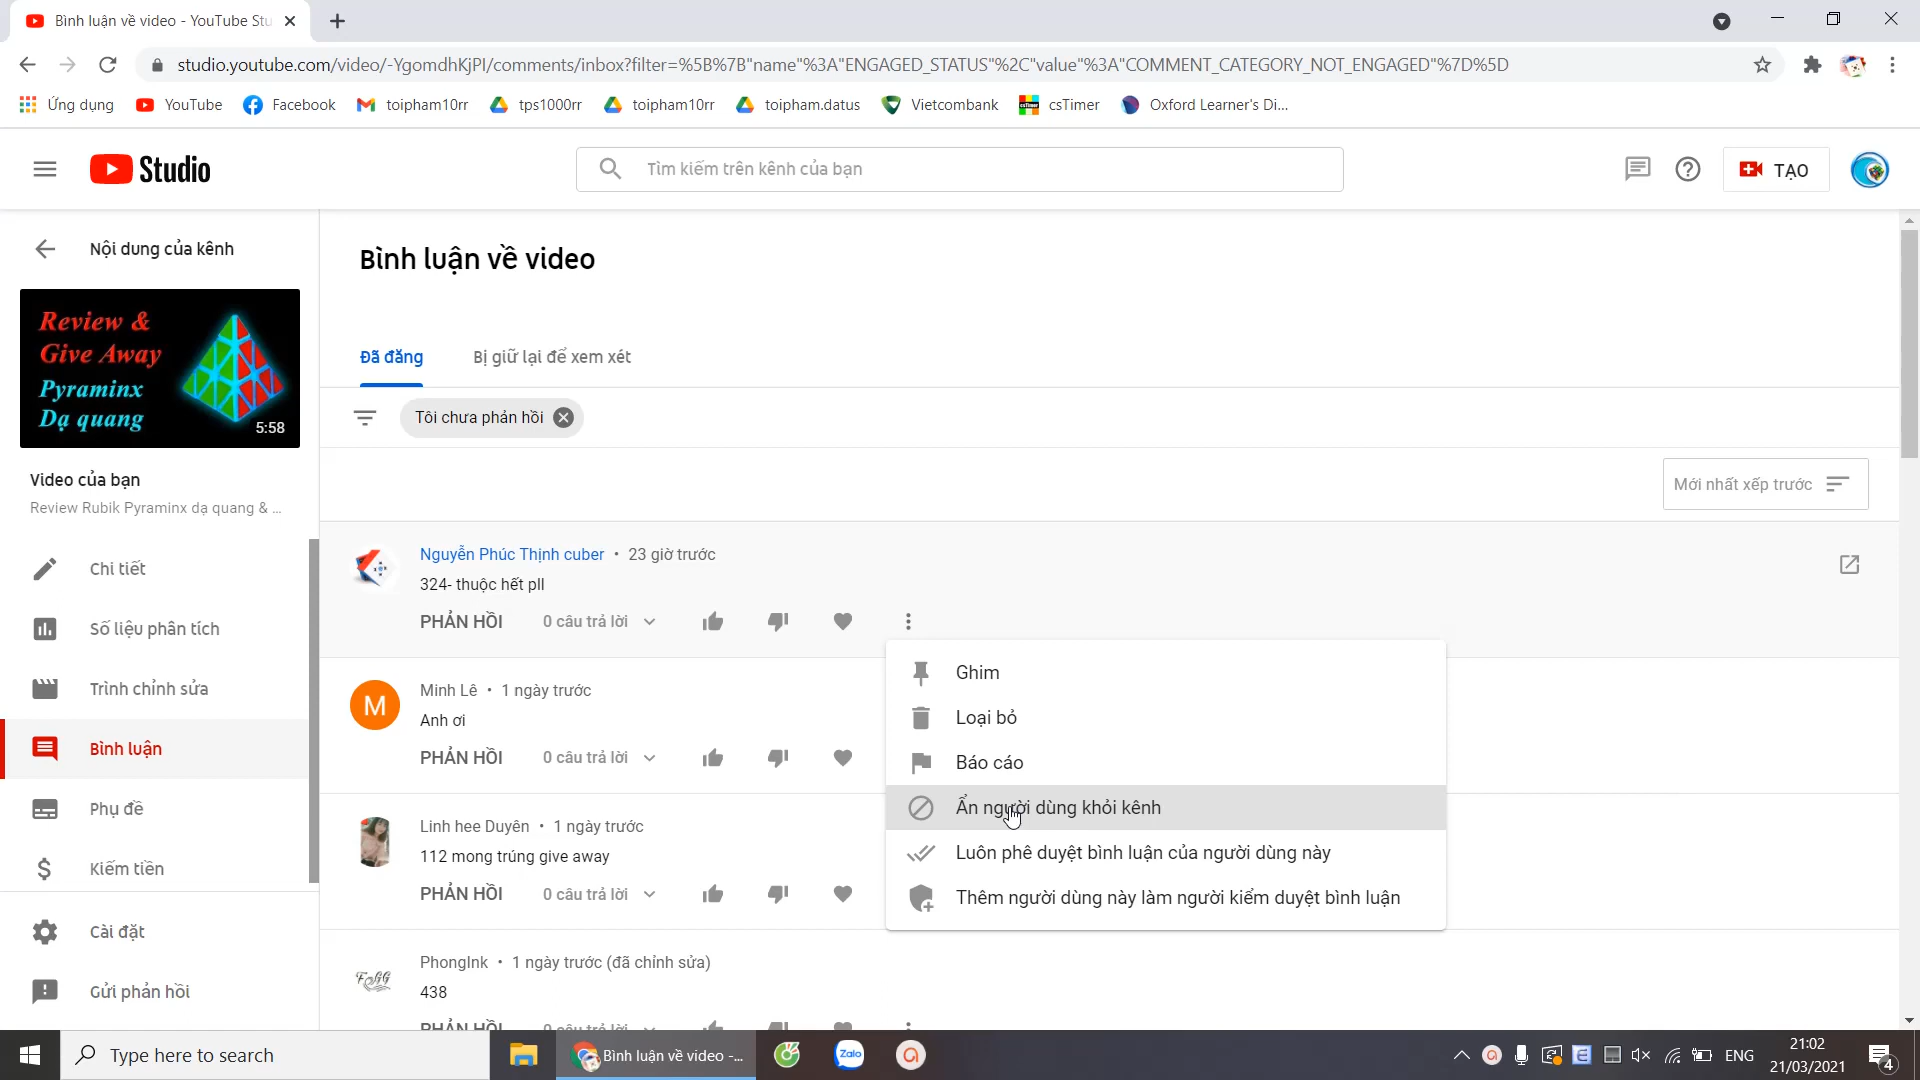 Bình luận về video - YouTube Stu
studio.youtube.com/video/-YgomdhKjPI/comments/inbox?filter=%5B%7B"name"%3A"ENGAGED_STATUS"%2C"value"%3A"COMMENT_CATEGORY_NOT_ENGAGED"%7D%5D
Ứng dụng YouTube Facebook toipham10rr tps1000rr toipham10rr toipham.datus Vietcombank csTimer Oxford Learner's Di...
Studio
Tìm kiếm trên kênh của bạn
TẠO
Nội dung của kênh
Review &
Give Away
Pyraminx
Dạ quang
5:58
Video của bạn
Review Rubik Pyraminx dạ quang & ...
Chi tiết
Số liệu phân tích
Trình chỉnh sửa
Bình luận
Phụ đề
Kiếm tiền
Cài đặt
Gửi phản hồi
Bình luận về video
Đã đăng Bị giữ lại để xem xét
Tôi chưa phản hồi
Mới nhất xếp trước
Nguyễn Phúc Thịnh cuber • 23 giờ trước
324- thuộc hết pll
PHẢN HỒI 0 câu trả lời
Minh Lê • 1 ngày trước
M
Anh ơi
PHẢN HỒI 0 câu trả lời
Linh hee Duyên • 1 ngày trước
112 mong trúng give away
PHẢN HỒI 0 câu trả lời
PhongInk • 1 ngày trước (đã chỉnh sửa)
438
PHẢN HỒI 0 câu trả lời
Ghim
Loại bỏ
Báo cáo
Ẩn người dùng khỏi kênh
Luôn phê duyệt bình luận của người dùng này
Thêm người dùng này làm người kiểm duyệt bình luận
Type here to search
Bình luận về video -...
Zalo
ENG
21:02
21/03/2021
4